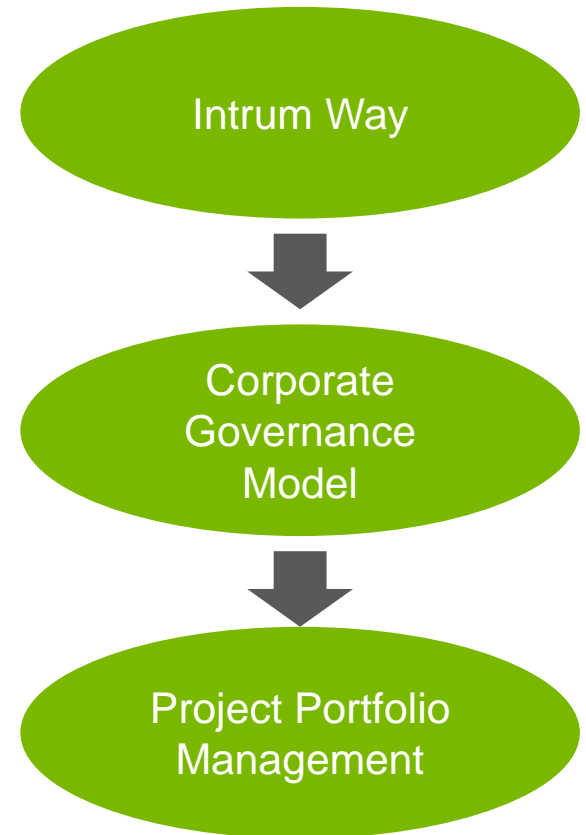 Intrum Way
Corporate
Governance
Model
Project Portfolio
Management